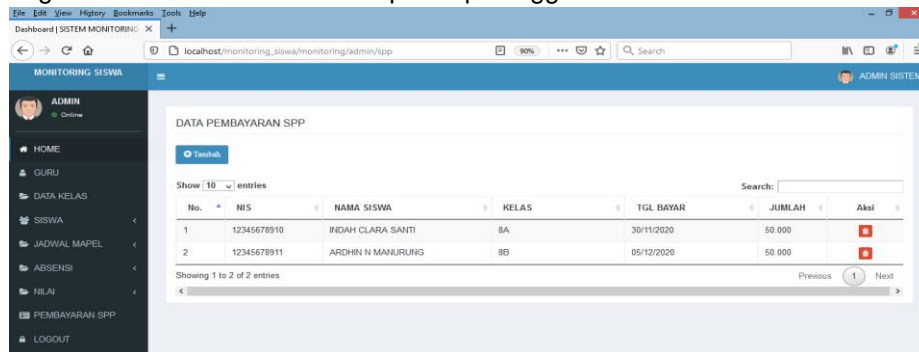 File Edit View History Bookmarks Tools Help
Dashboard | SISTEM MONITORING
localhost/monitoring_siswa/monitoring/admin/spp 90% Search
MONITORING SISWA ADMIN SISTEM
ADMIN
Online
HOME
GURU
DATA KELAS
SISWA
JADWAL MAPEL
ABSENSI
NILAI
PEMBAYARAN SPP
LOGOUT
DATA PEMBAYARAN SPP
Tambah
Show 10 entries Search:
No. NIS NAMA SISWA KELAS TGL BAYAR JUMLAH Aksi
1 12345678910 INDAH CLARA SANTI 8A 30/11/2020 50.000
2 12345678911 ARDHIN N MANURUNG 8B 05/12/2020 50.000
Showing 1 to 2 of 2 entries Previous 1 Next